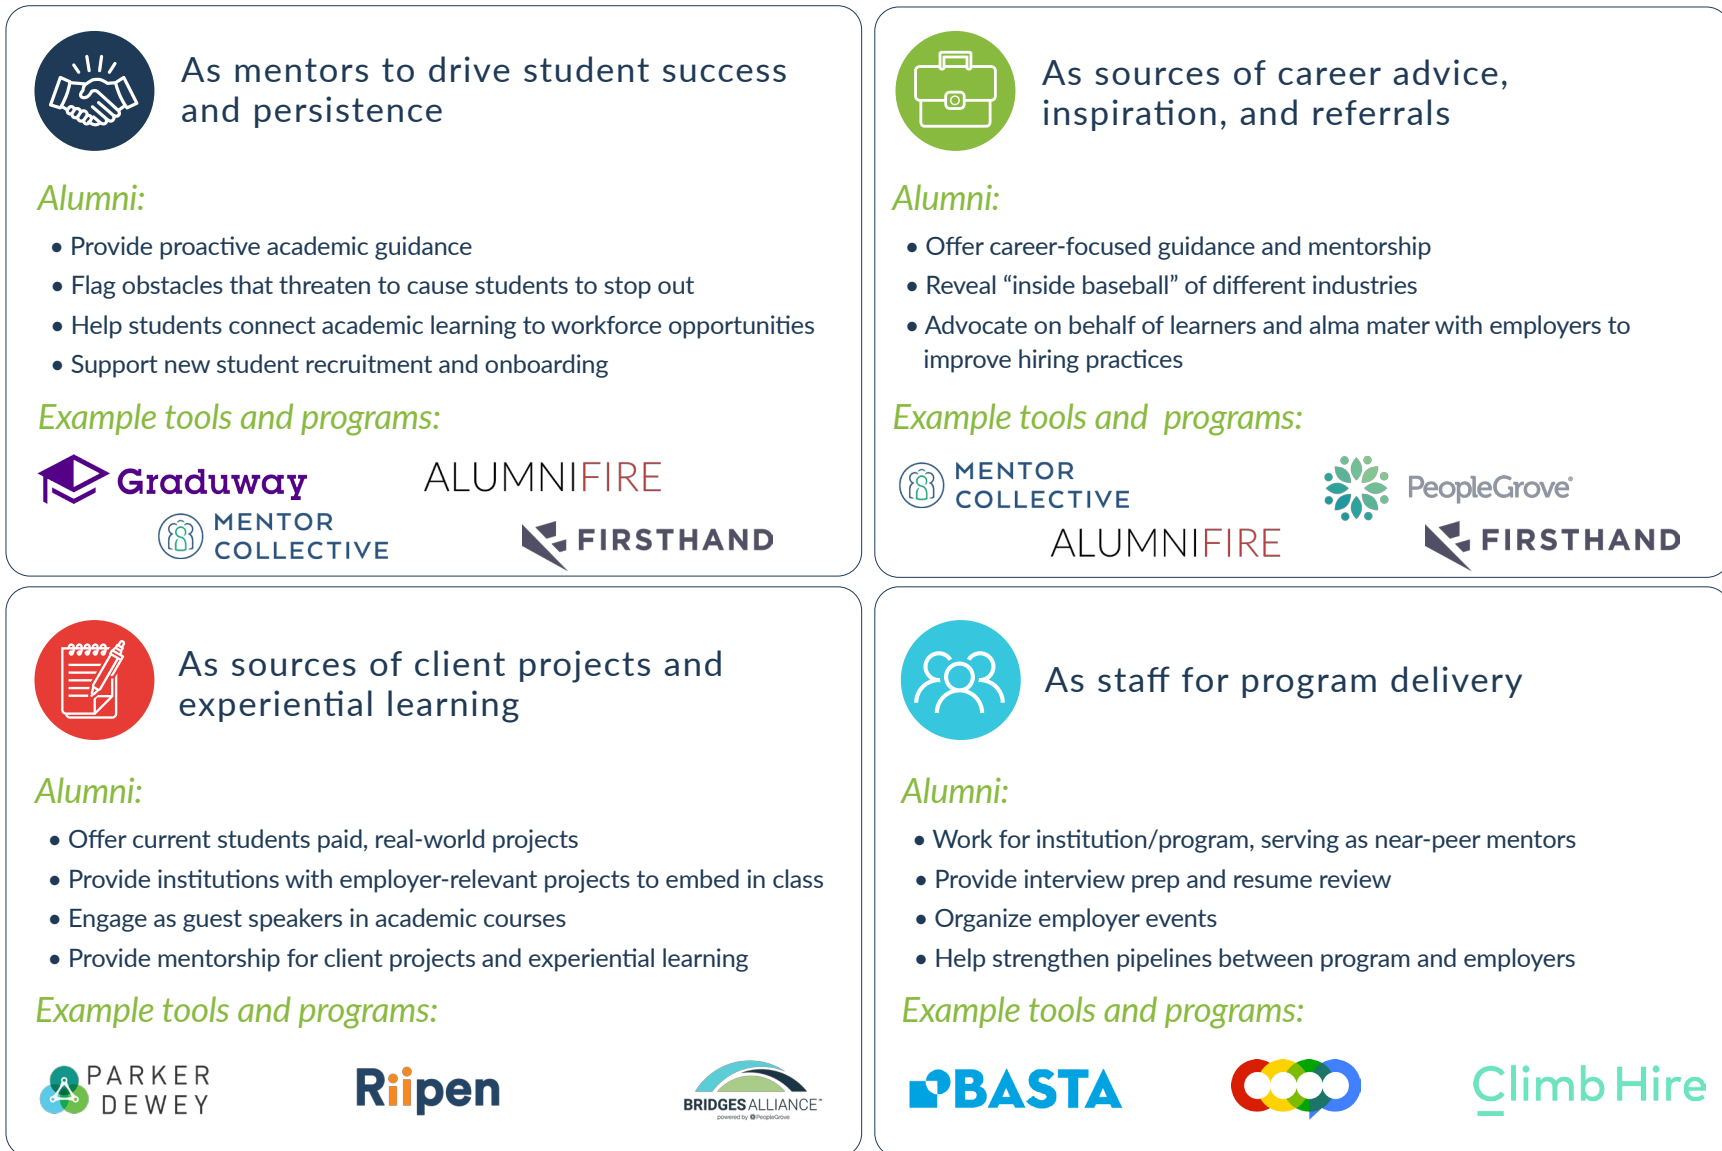 As mentors to drive student success
and persistence
Alumni:
• Provide proactive academic guidance
• Flag obstacles that threaten to cause students to stop out
• Help students connect academic learning to workforce opportunities
• Support new student recruitment and onboarding
Example tools and programs:
Graduway
ALUMNIFIRE
MENTOR
COLLECTIVE
FIRSTHAND
As sources of career advice,
inspiration, and referrals
Alumni:
• Offer career-focused guidance and mentorship
• Reveal “inside baseball” of different industries
• Advocate on behalf of learners and alma mater with employers to
improve hiring practices
Example tools and programs:
MENTOR
COLLECTIVE
PeopleGrove®
ALUMNIFIRE
FIRSTHAND
As sources of client projects and
experiential learning
Alumni:
• Offer current students paid, real-world projects
• Provide institutions with employer-relevant projects to embed in class
• Engage as guest speakers in academic courses
• Provide mentorship for client projects and experiential learning
Example tools and programs:
PARKER
DEWEY
Riipen
BRIDGES ALLIANCE™
powered by PeopleGrove
As staff for program delivery
Alumni:
• Work for institution/program, serving as near-peer mentors
• Provide interview prep and resume review
• Organize employer events
• Help strengthen pipelines between program and employers
Example tools and programs:
BASTA
COOP
Climb Hire